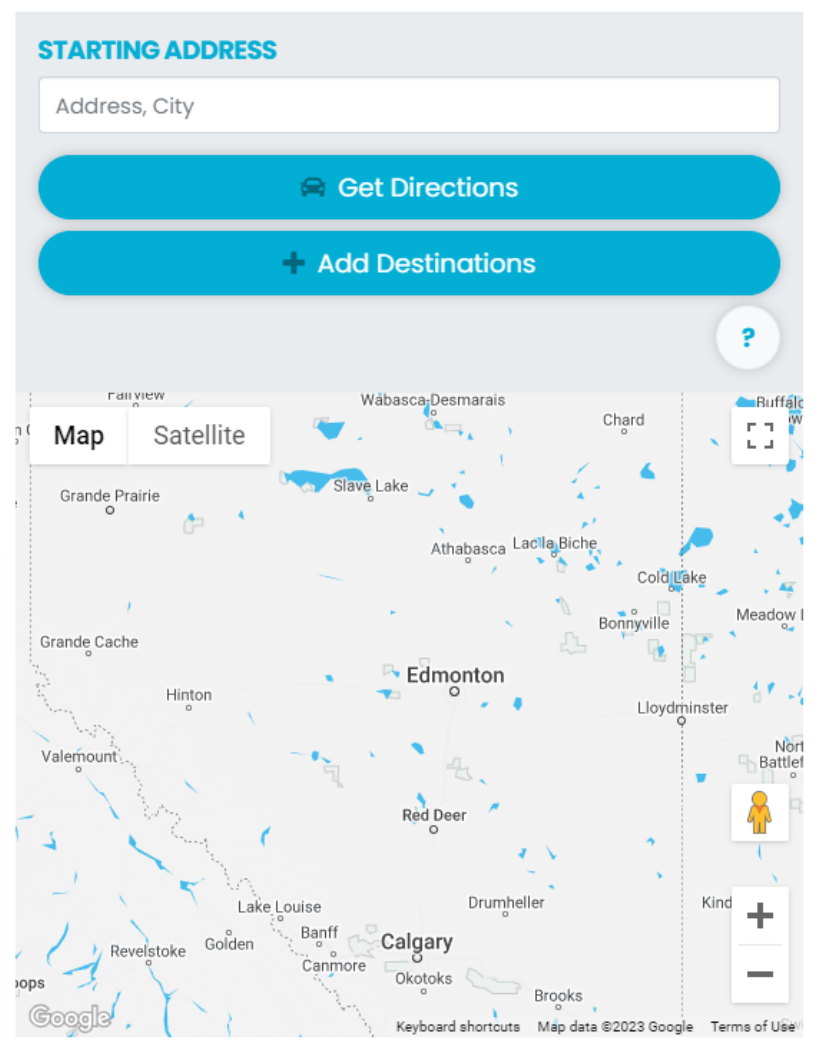 STARTING ADDRESS
Address, City
Get Directions
Add Destinations
?
Fairview
Wabasca-Desmarais
Chard
Map
Satellite
Slave Lake
Grande Prairie
Athabasca
Lac la Biche
Cold Lake
Bonnyville
Meadow
Grande Cache
Edmonton
Hinton
Lloydminster
Valemount
Red Deer
Drumheller
Kind
Lake Louise
Banff
Calgary
Golden
Revelstoke
Canmore
Okotoks
Brooks
Google
Keyboard shortcuts Map data ©2023 Google Terms of Use